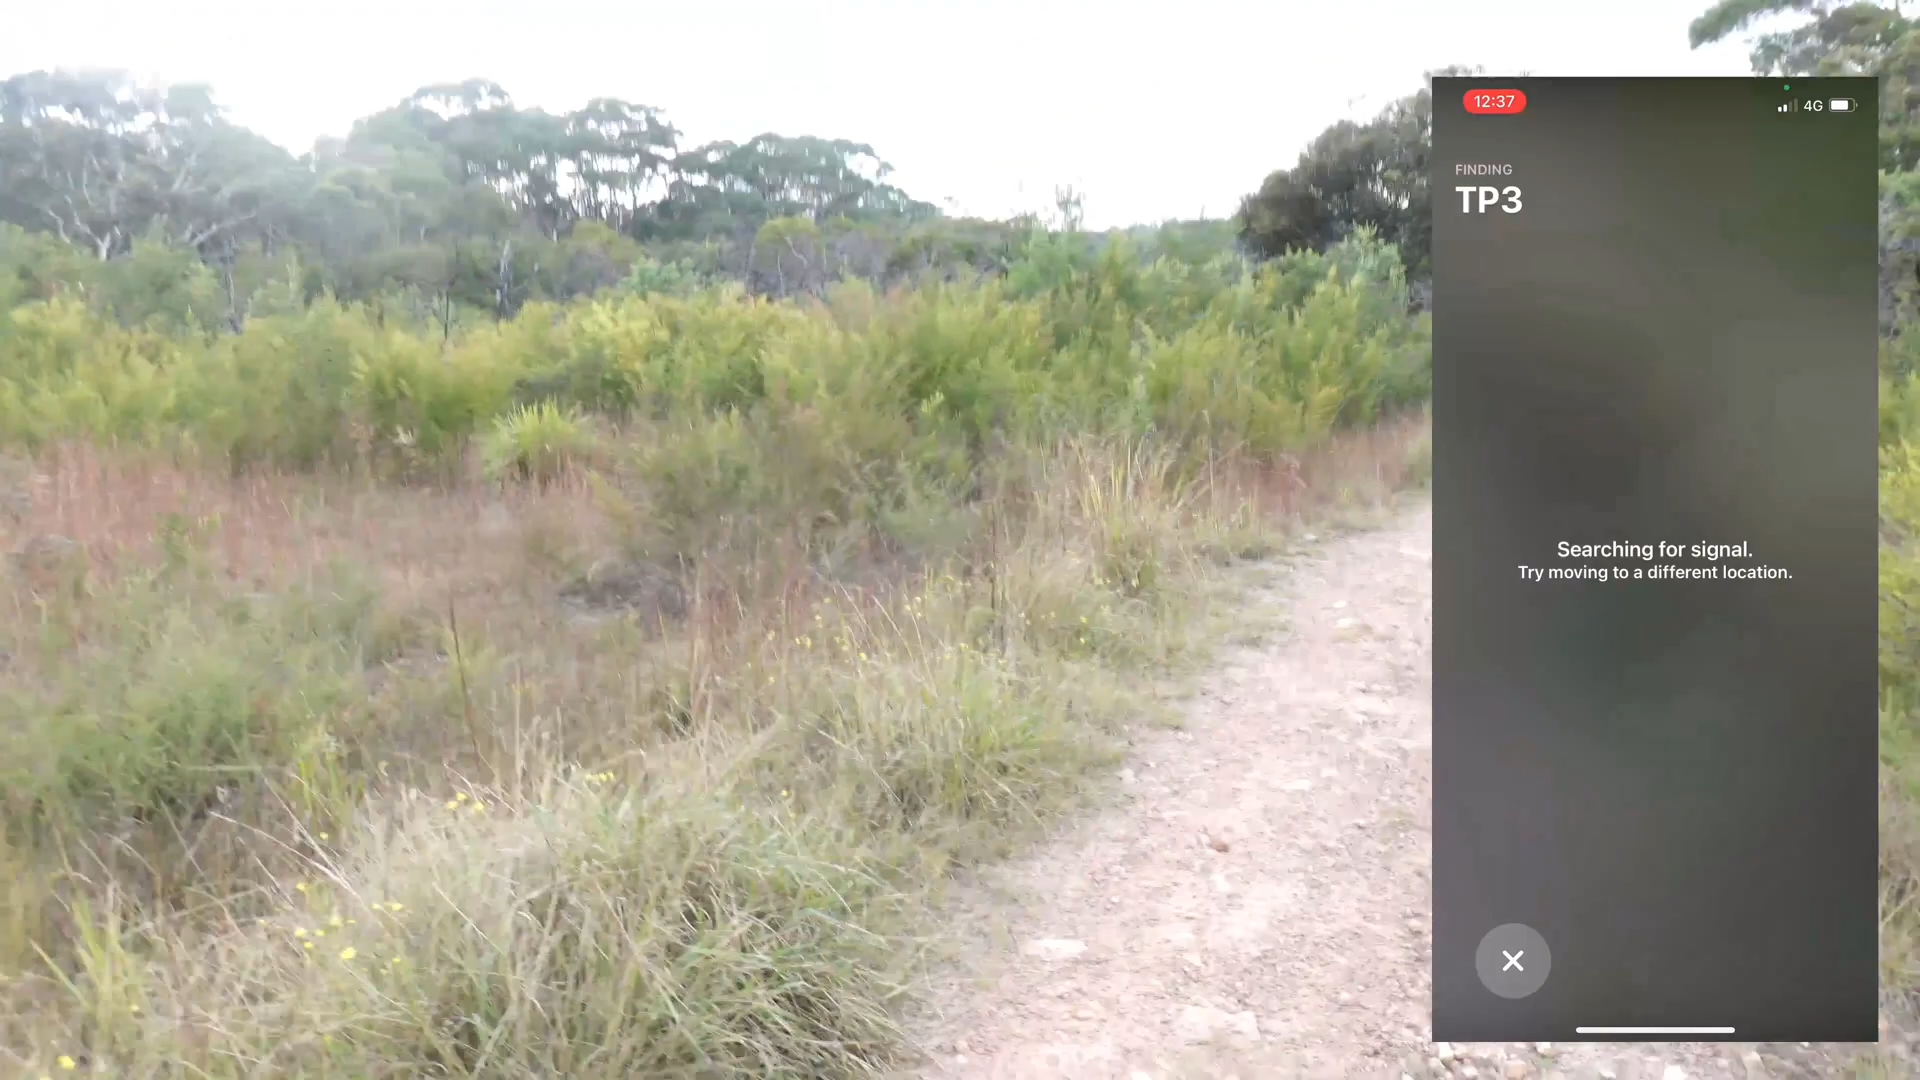 12:37
4G
FINDING
TP3
Searching for signal.
Try moving to a different location.